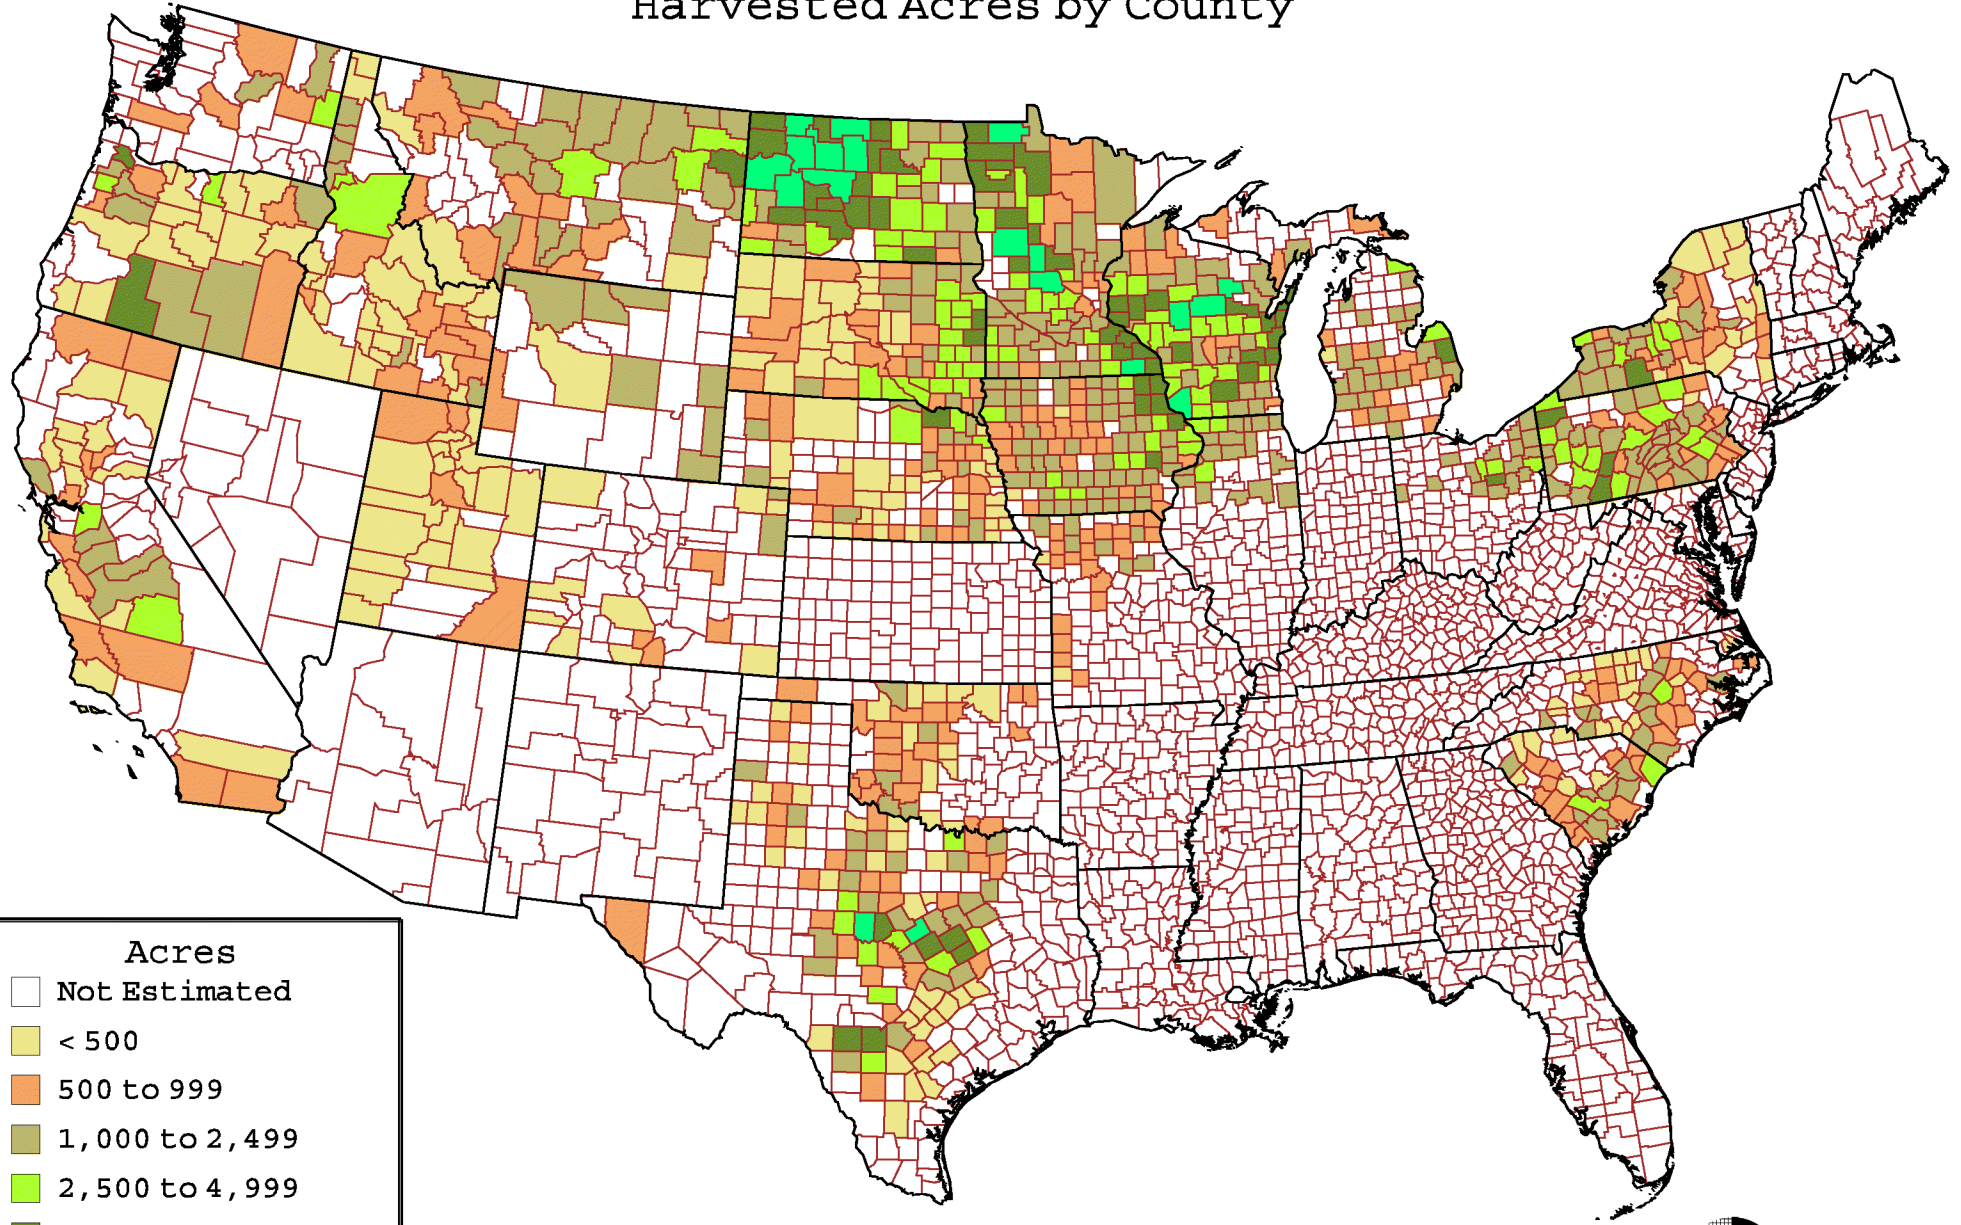 Harvested Acres by County
Acres
Not Estimated
< 500
500 to 999
1,000 to 2,499
2,500 to 4,999